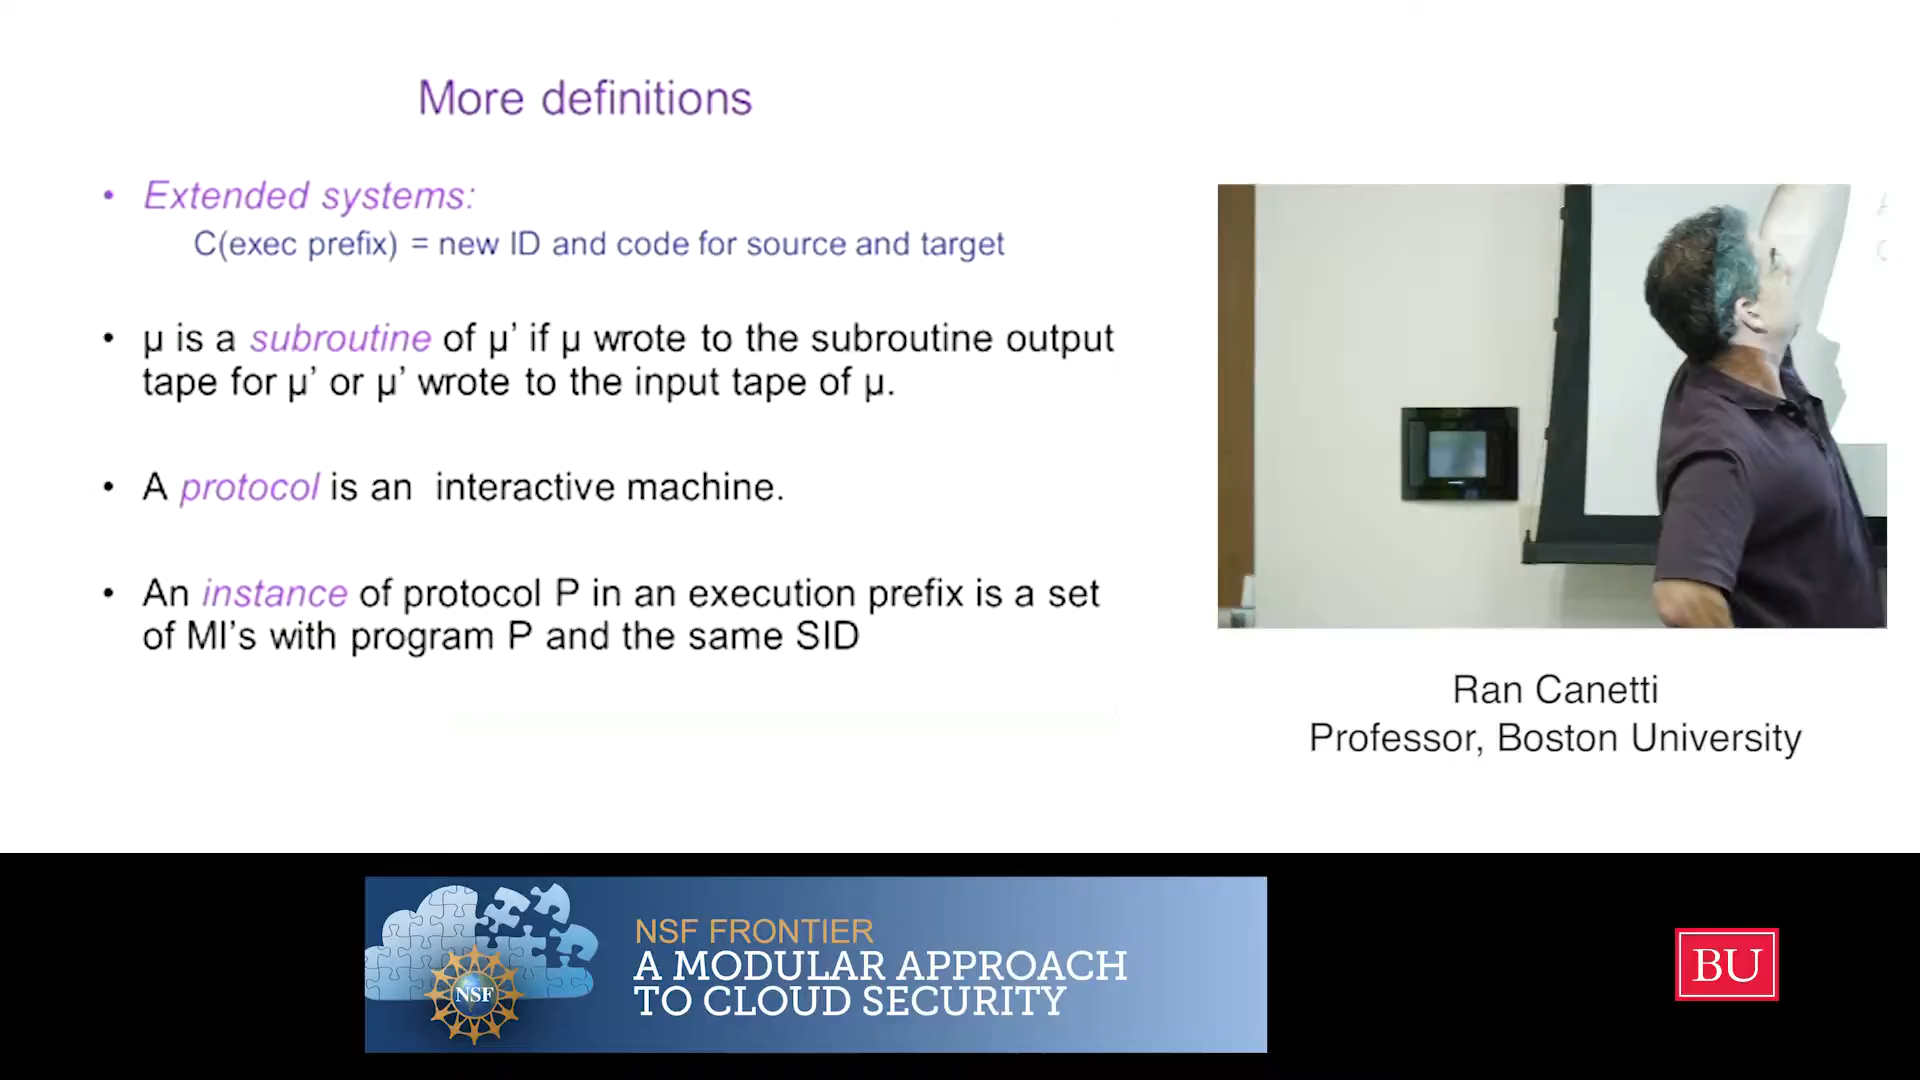 More definitions
• Extended systems:
C(exec prefix) = new ID and code for source and target
• μ is a subroutine of μ’ if μ wrote to the subroutine output
tape for μ’ or μ’ wrote to the input tape of μ.
• A protocol is an interactive machine.
• An instance of protocol P in an execution prefix is a set
of MI’s with program P and the same SID
Ran Canetti
Professor, Boston University
NSF FRONTIER
A MODULAR APPROACH
TO CLOUD SECURITY
NSF
BU